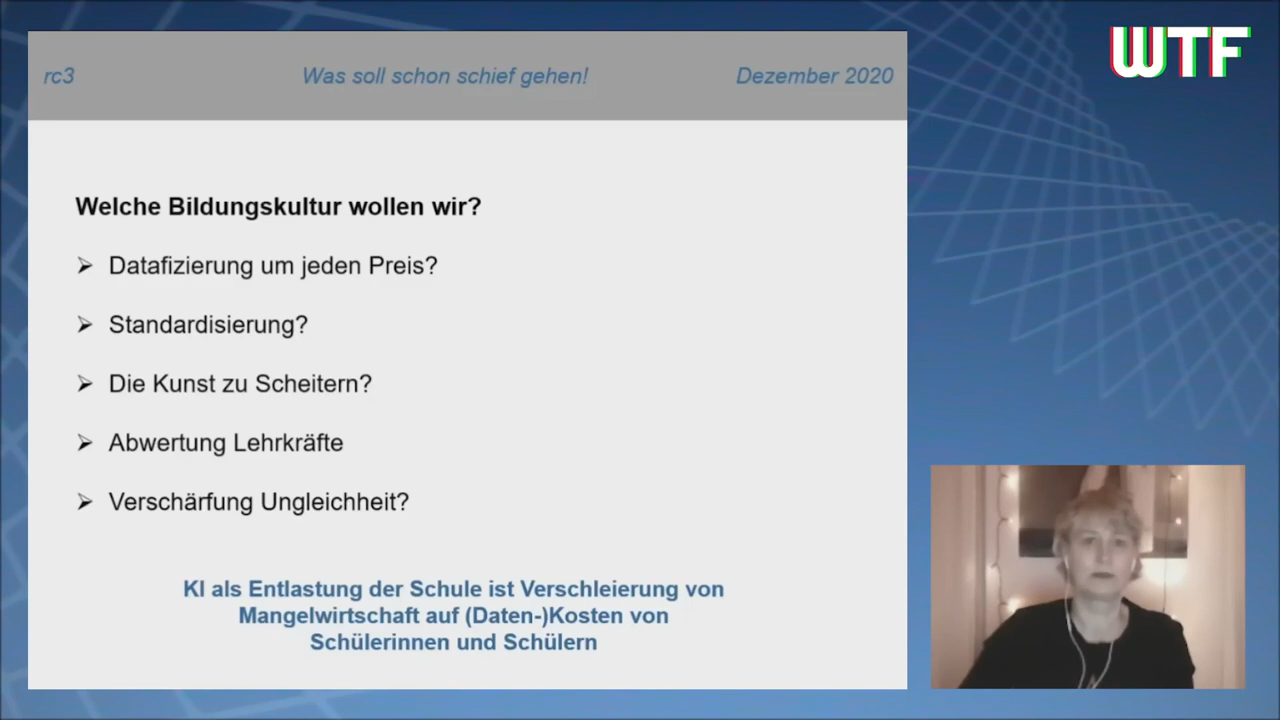 rc3
Was soll schon schief gehen!
Dezember 2020
WTF
Welche Bildungskultur wollen wir?
Datafizierung um jeden Preis?
Standardisierung?
Die Kunst zu Scheitern?
Abwertung Lehrkräfte
Verschärfung Ungleichheit?
KI als Entlastung der Schule ist Verschleierung von
Mangelwirtschaft auf (Daten-)Kosten von
Schülerinnen und Schülern